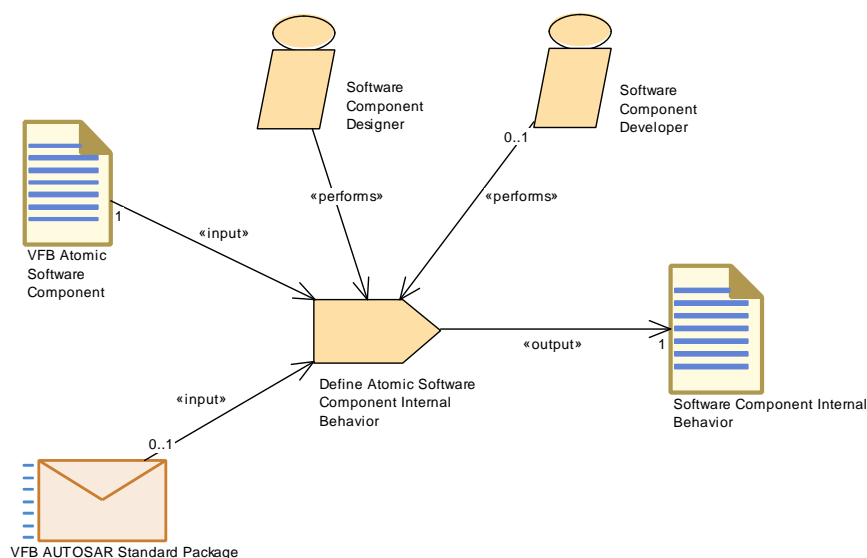 Software
Component
Designer
Software
Component
Developer
0..1
«performs»
«performs»
1
«input»
VFB Atomic
Software
Component
«output»
1
Define Atomic Software
Component Internal
Behavior
«input»
Software Component Internal
Behavior
0..1
VFB AUTOSAR Standard Package